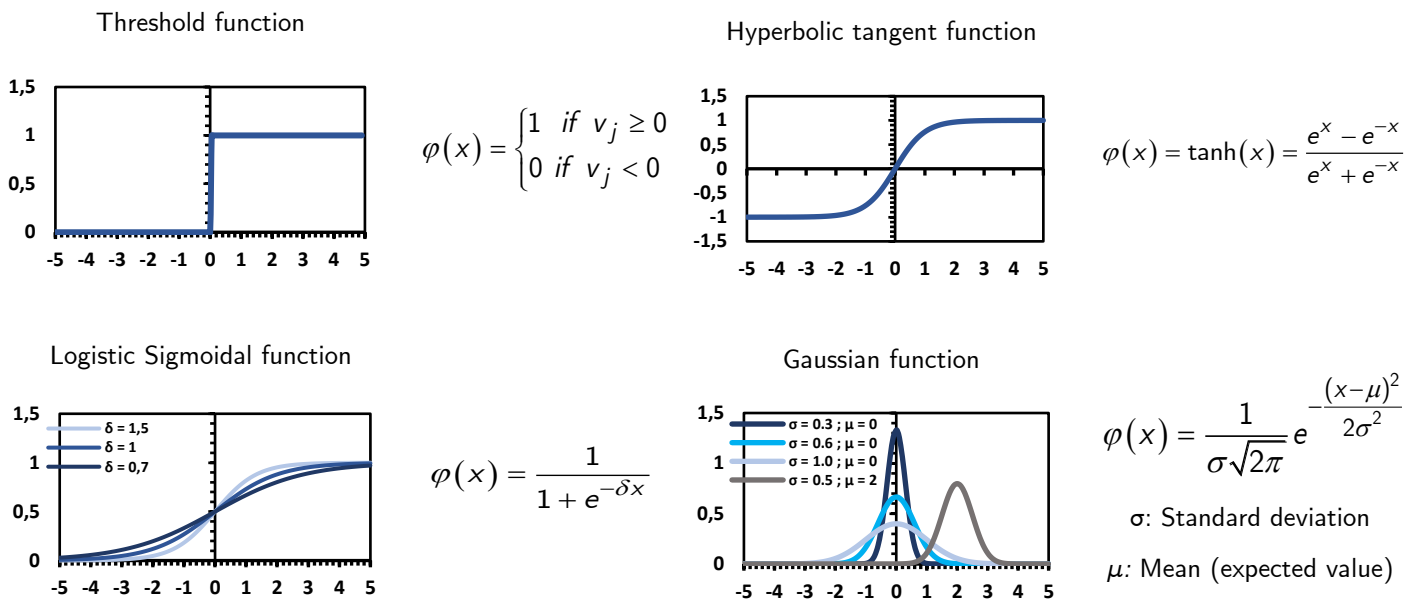 Threshold function
1,5
1
0,5
0
-5 -4 -3 -2 -1 0 1 2 3 4 5
φ(x) = {1 if v_j ≥ 0
0 if v_j < 0
Hyperbolic tangent function
1,5
1
0,5
0
-0,5
-1
-1,5
-5 -4 -3 -2 -1 0 1 2 3 4 5
φ(x) = tanh(x) = (e^x − e^{−x}) / (e^x + e^{−x})
Logistic Sigmoidal function
1,5
1
0,5
0
δ = 1,5
δ = 1
δ = 0,7
-5 -4 -3 -2 -1 0 1 2 3 4 5
φ(x) = 1 / (1 + e^{−δx})
Gaussian function
1,5
1
0,5
0
σ = 0.3 ; μ = 0
σ = 0.6 ; μ = 0
σ = 1.0 ; μ = 0
σ = 0.5 ; μ = 2
-5 -4 -3 -2 -1 0 1 2 3 4 5
φ(x) = 1 / (σ√2π) e^{−(x−μ)^2 / 2σ^2}
σ: Standard deviation
μ: Mean (expected value)